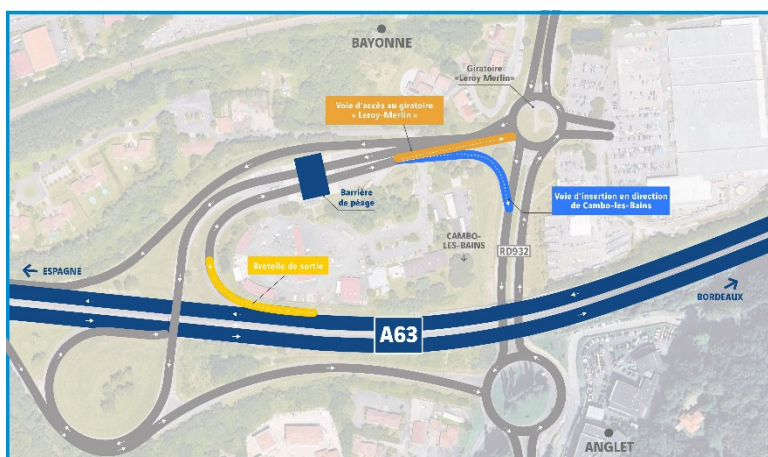 BAYONNE
Giratoire
«Leroy Merlin»
Voie d'accès au giratoire
« Leroy-Merlin »
Barrière
de péage
Voie d'insertion en direction
de Cambo-les-Bains
CAMBO-
LES-BAINS
RD932
ESPAGNE
Bretelle de sortie
BORDEAUX
A63
ANGLET